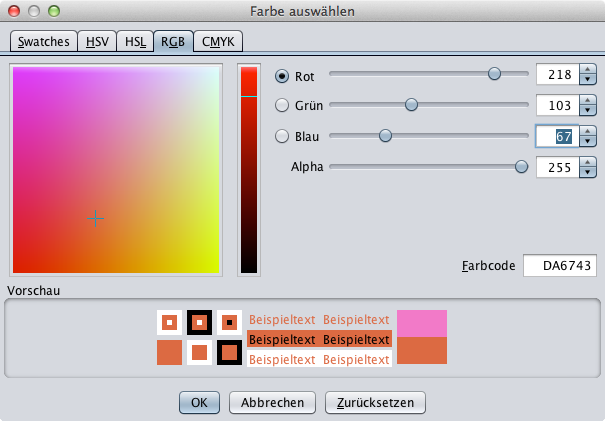 Farbe auswählen
Swatches HSV HSL RGB CMYK
Rot 218
Grün 103
Blau 67
Alpha 255
Farbcode DA6743
Vorschau
Beispieltext Beispieltext
Beispieltext Beispieltext
Beispieltext Beispieltext
OK Abbrechen Zurücksetzen